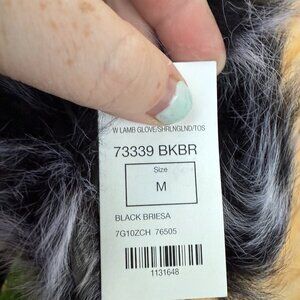 W LAMB GLOVE/SHRLNGLND/TOS
73339 BKBR
Size
M
BLACK BRIESA
7G10ZCH 76505
1131648